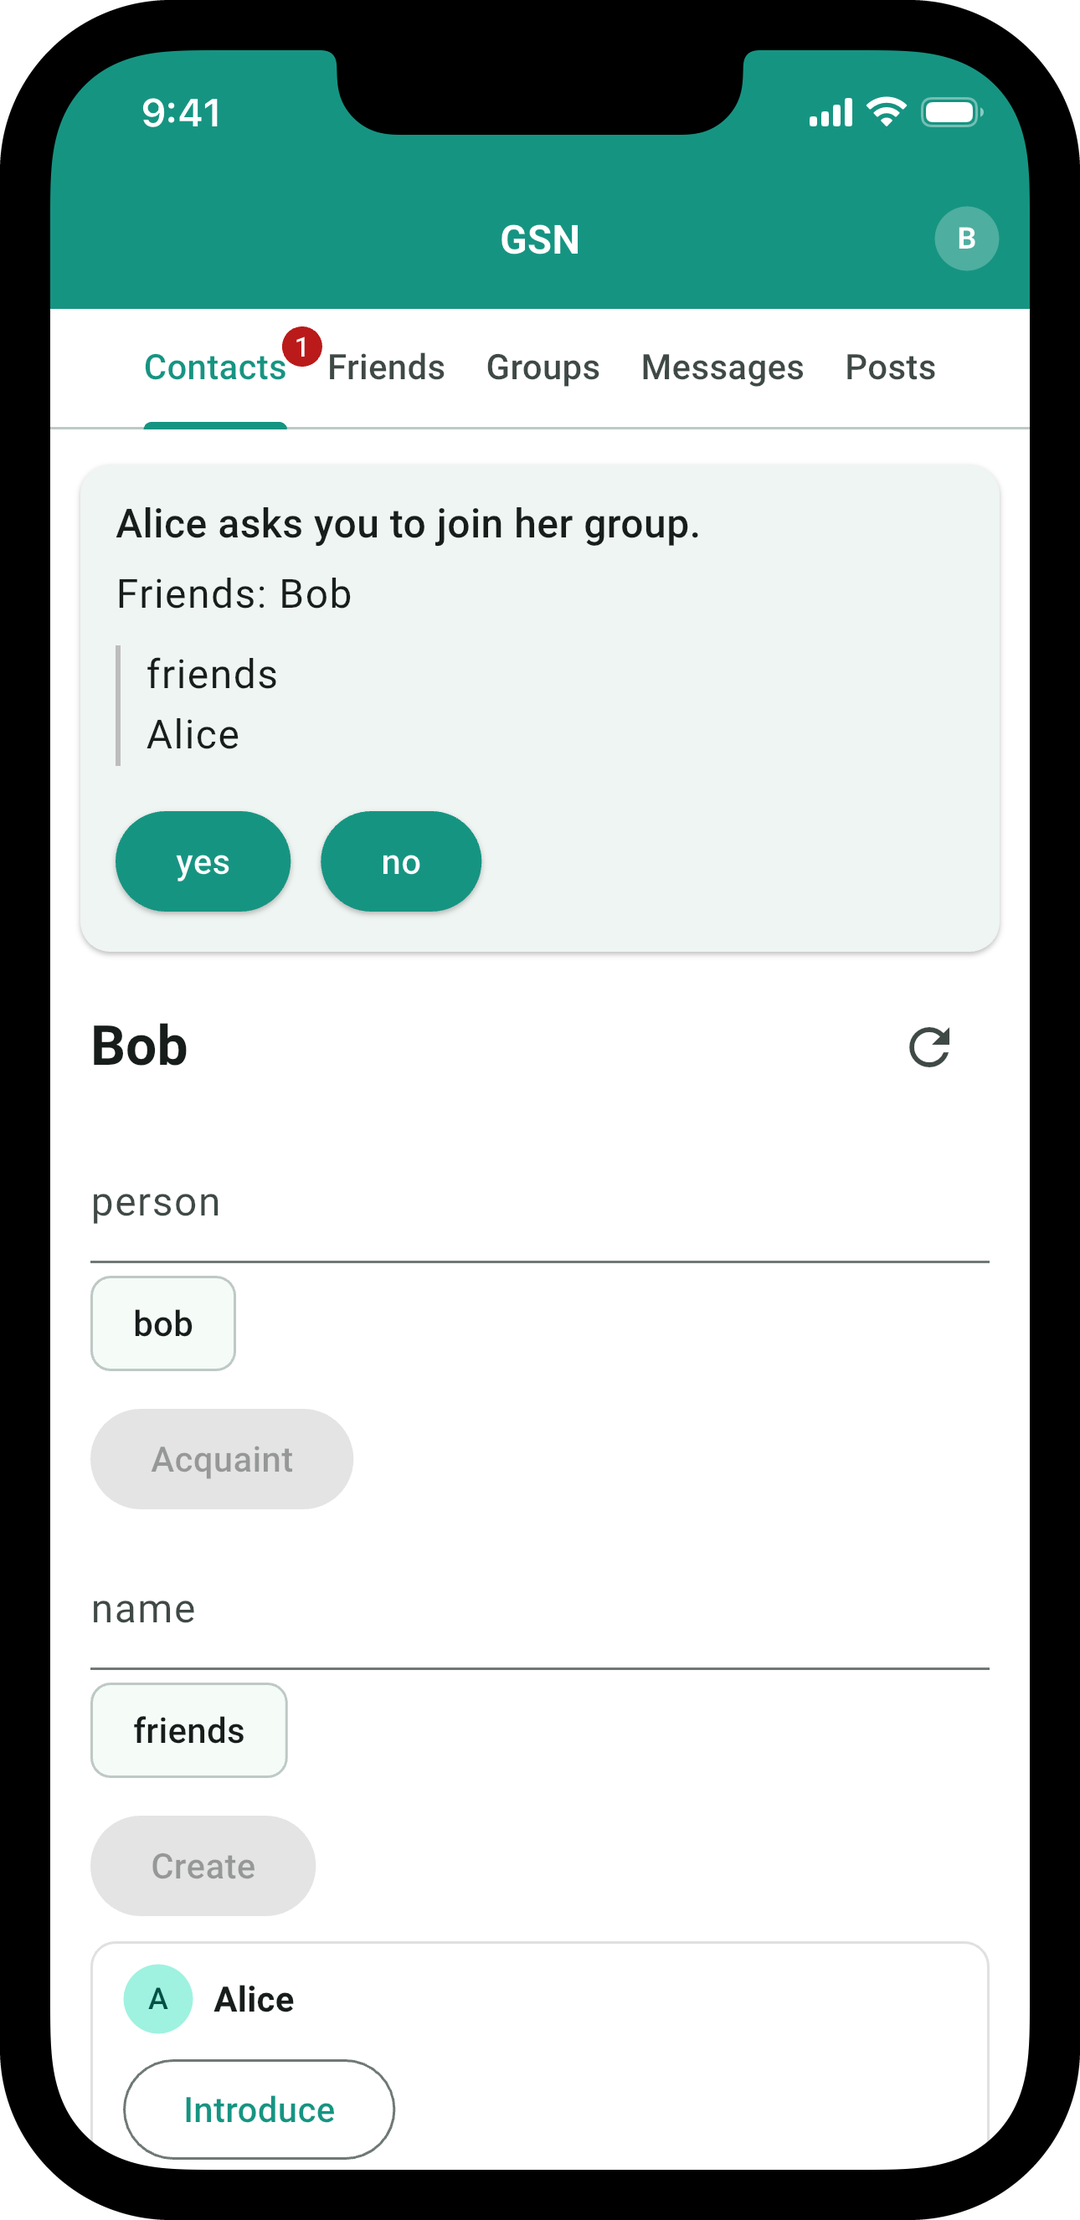 9:41
GSN
B
Contacts 1 Friends Groups Messages Posts
Alice asks you to join her group.
Friends: Bob
friends
Alice
yes no
Bob
person
bob
Acquaint
name
friends
Create
A Alice
Introduce